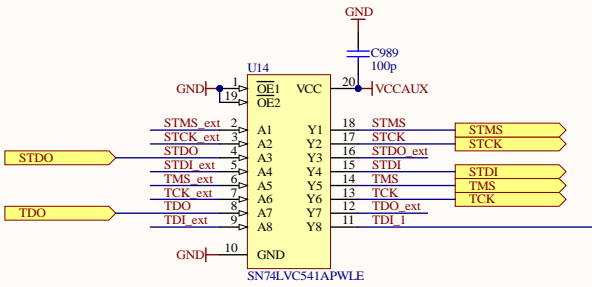 GND
C989
100p
U14
GND 1 OE1 VCC 20 VCCAUX
19 OE2
STMS_ext 2 A1 Y1 18 STMS STMS
STCK_ext 3 A2 Y2 17 STCK STCK
STDO STDO 4 A3 Y3 16 STDO_ext
STDI_ext 5 A4 Y4 15 STDI STDI
TMS_ext 6 A5 Y5 14 TMS TMS
TCK_ext 7 A6 Y6 13 TCK TCK
TDO TDO 8 A7 Y7 12 TDO_ext
TDI_ext 9 A8 Y8 11 TDI_1
GND 10 GND
SN74LVC541APWLE